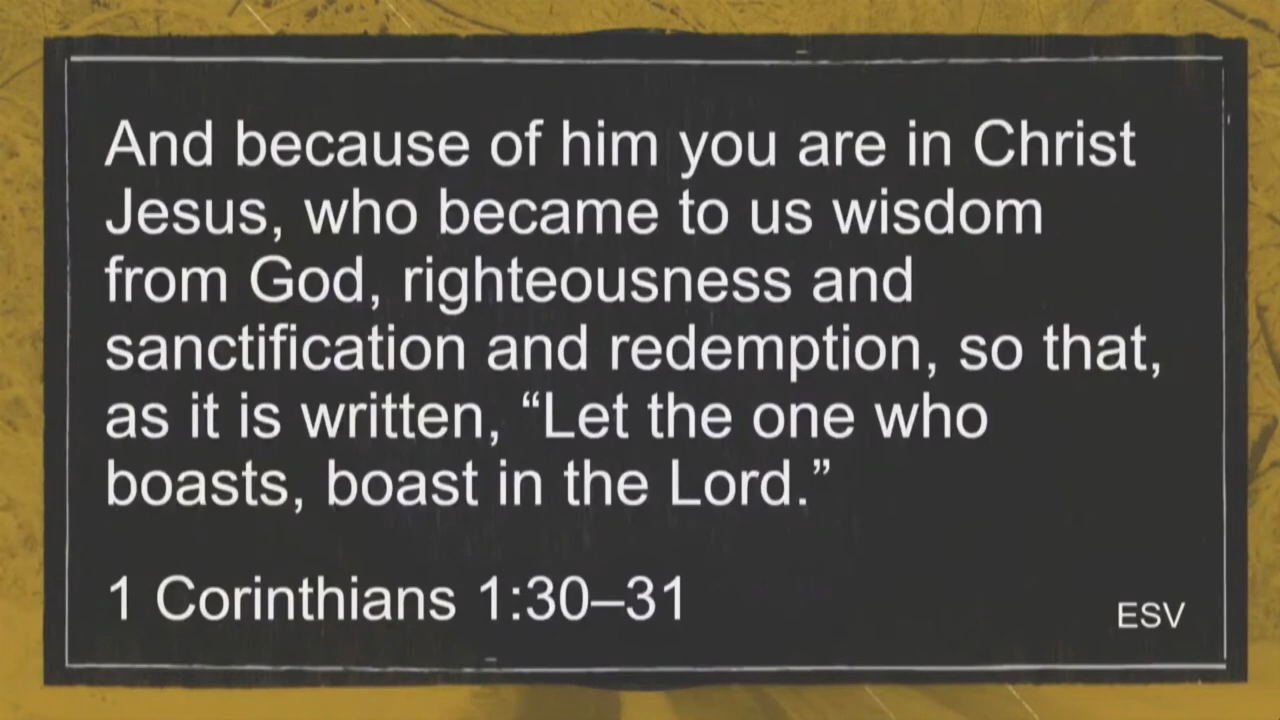 And because of him you are in Christ
Jesus, who became to us wisdom
from God, righteousness and
sanctification and redemption, so that,
as it is written, “Let the one who
boasts, boast in the Lord.”
1 Corinthians 1:30–31
ESV